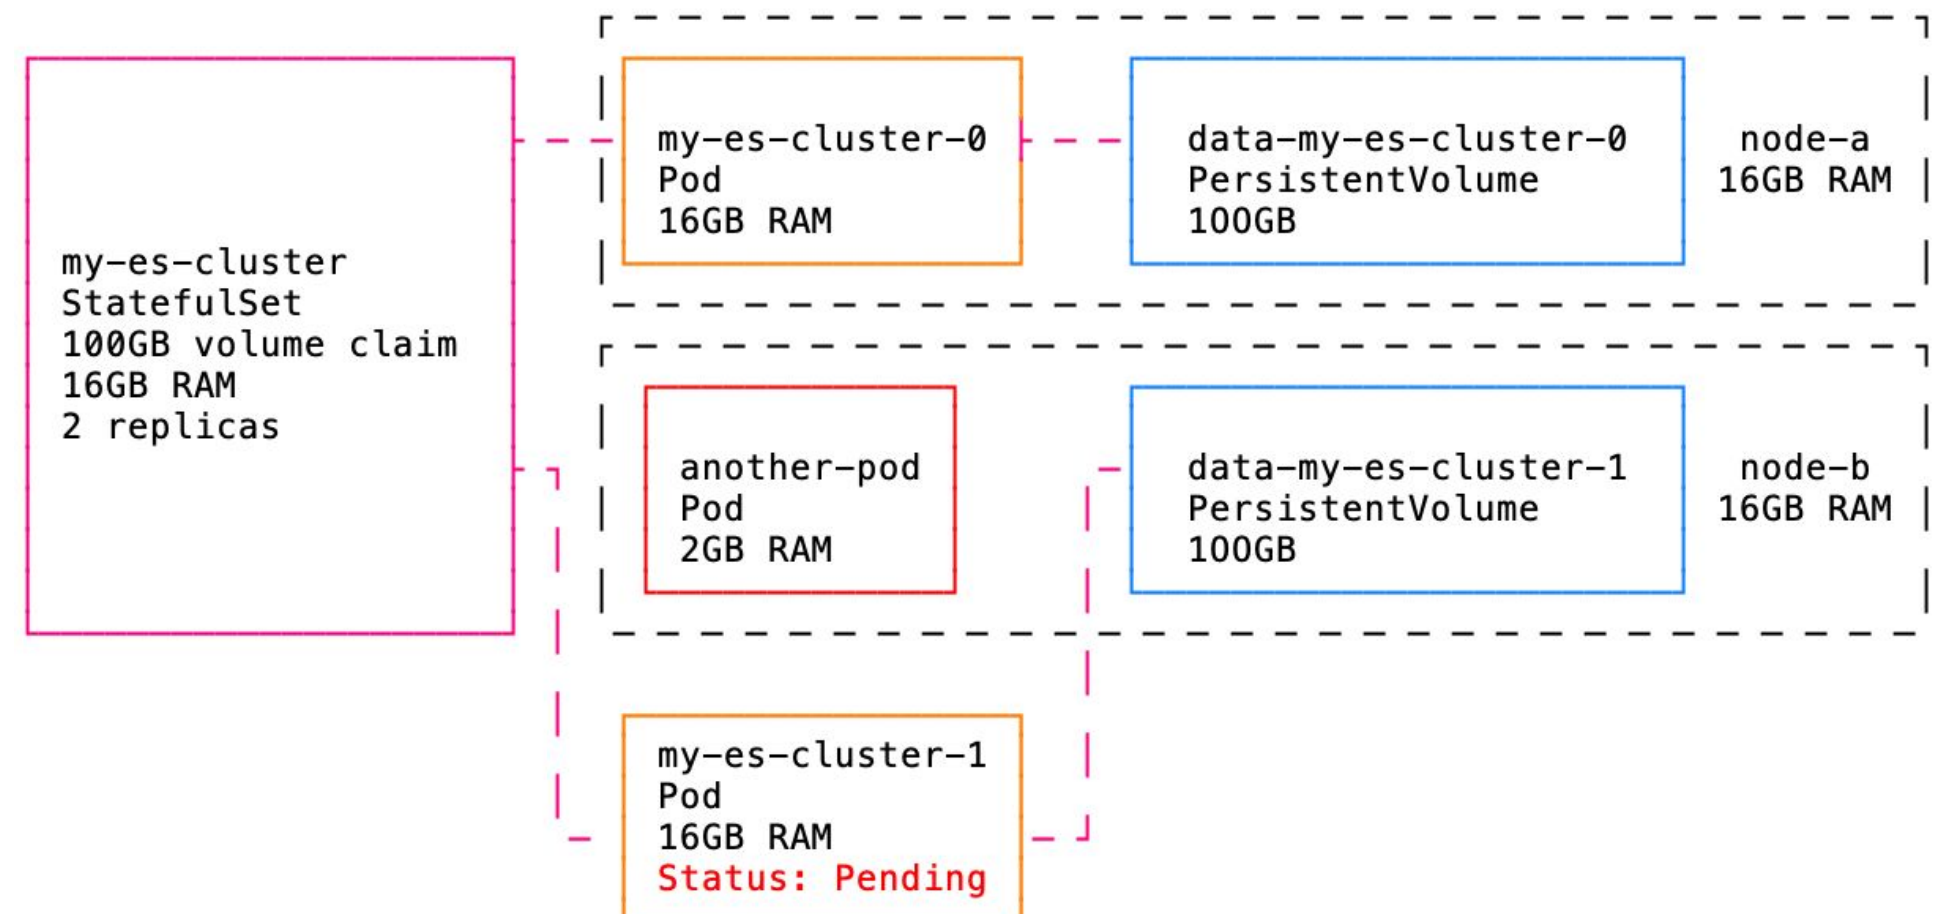 my-es-cluster
StatefulSet
100GB volume claim
16GB RAM
2 replicas
my-es-cluster-0
Pod
16GB RAM
data-my-es-cluster-0
PersistentVolume
100GB
node-a
16GB RAM
another-pod
Pod
2GB RAM
data-my-es-cluster-1
PersistentVolume
100GB
node-b
16GB RAM
my-es-cluster-1
Pod
16GB RAM
Status: Pending